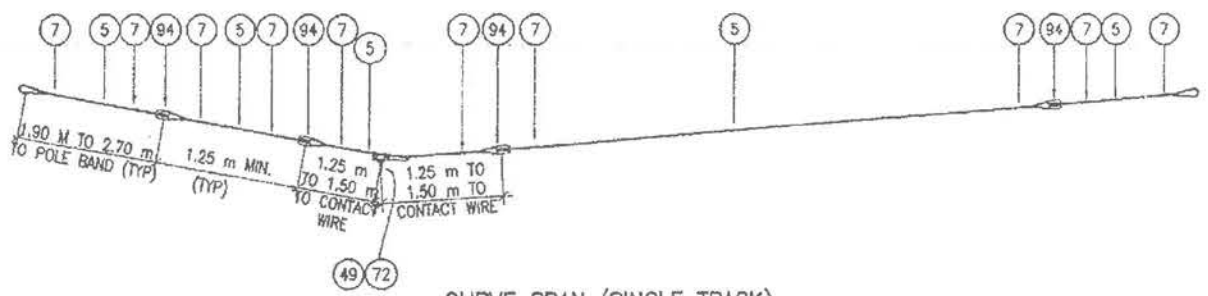 7 5 7 94 7 5 7 94 7 5 7 94 7 5 7 94 7 5 7
1.90 M TO 2.70 m
TO POLE BAND (TYP)
1.25 m MIN.
(TYP)
1.25 m
TO 1.50 m
TO CONTACT
WIRE
1.25 m TO
1.50 m TO
CONTACT WIRE
49 72
CURVE SPAN (SINGLE TRACK)